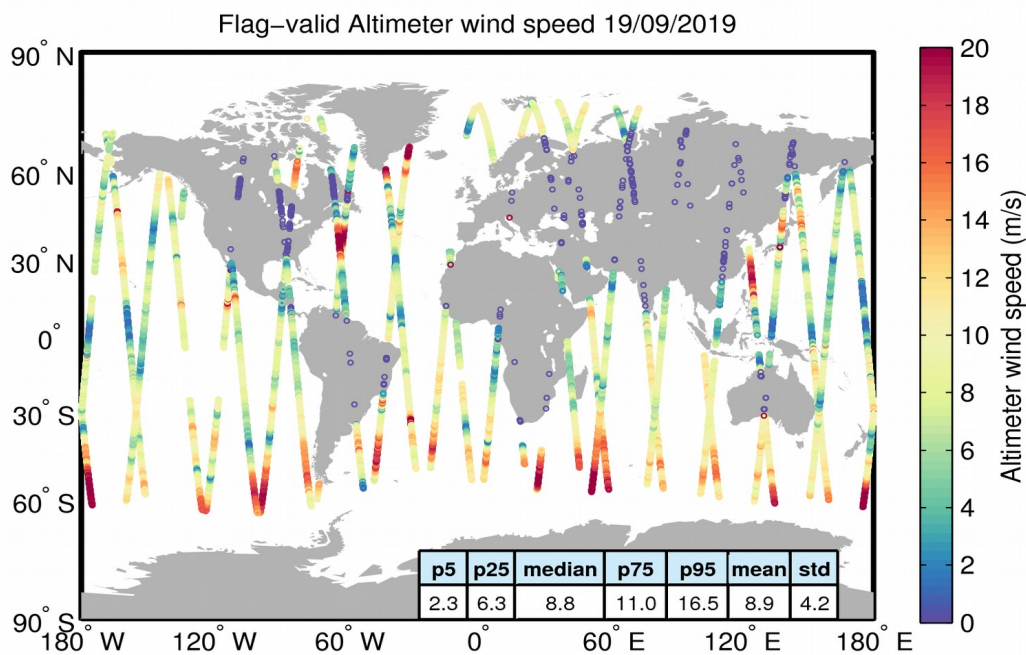 Flag−valid Altimeter wind speed 19/09/2019
90° N
60° N
30° N
0°
30° S
60° S
90° S
180° W
120° W
60° W
0°
60° E
120° E
180° E
p5 p25 median p75 p95 mean std
2.3 6.3 8.8 11.0 16.5 8.9 4.2
20
18
16
14
12
10
8
6
4
2
0
Altimeter wind speed (m/s)